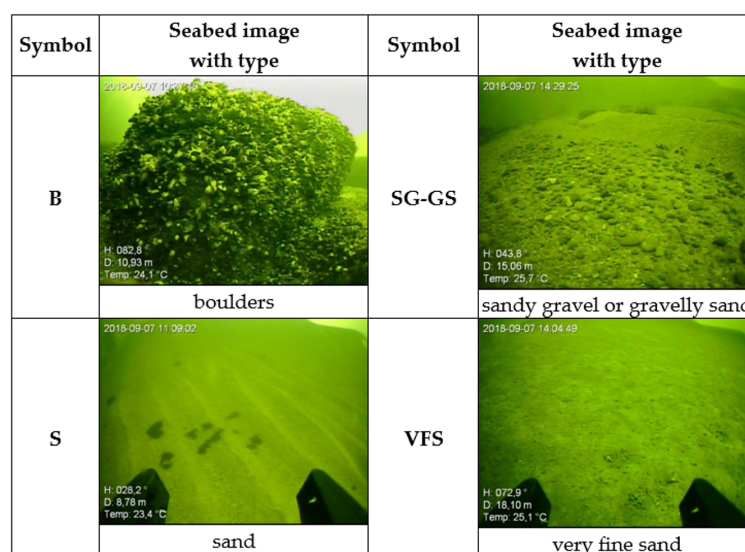 Symbol
Seabed image
with type
Symbol
Seabed image
with type
B
2018-09-07 10:27:45
H: 082,8 °
D: 10,93 m
Temp: 24,1 °C
boulders
SG-GS
2018-09-07 14:29:25
H: 043,8 °
D: 15,06 m
Temp: 25,7 °C
sandy gravel or gravelly sand
S
2018-09-07 11:09:02
H: 028,2 °
D: 8,78 m
Temp: 23,4 °C
sand
VFS
2018-09-07 14:04:49
H: 072,9 °
D: 18,10 m
Temp: 25,1 °C
very fine sand